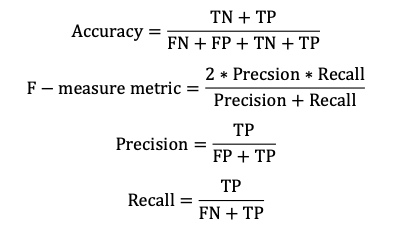 Accuracy = (TN + TP) / (FN + FP + TN + TP)
F − measure metric = (2 * Precsion * Recall) / (Precision + Recall)
Precision = TP / (FP + TP)
Recall = TP / (FN + TP)